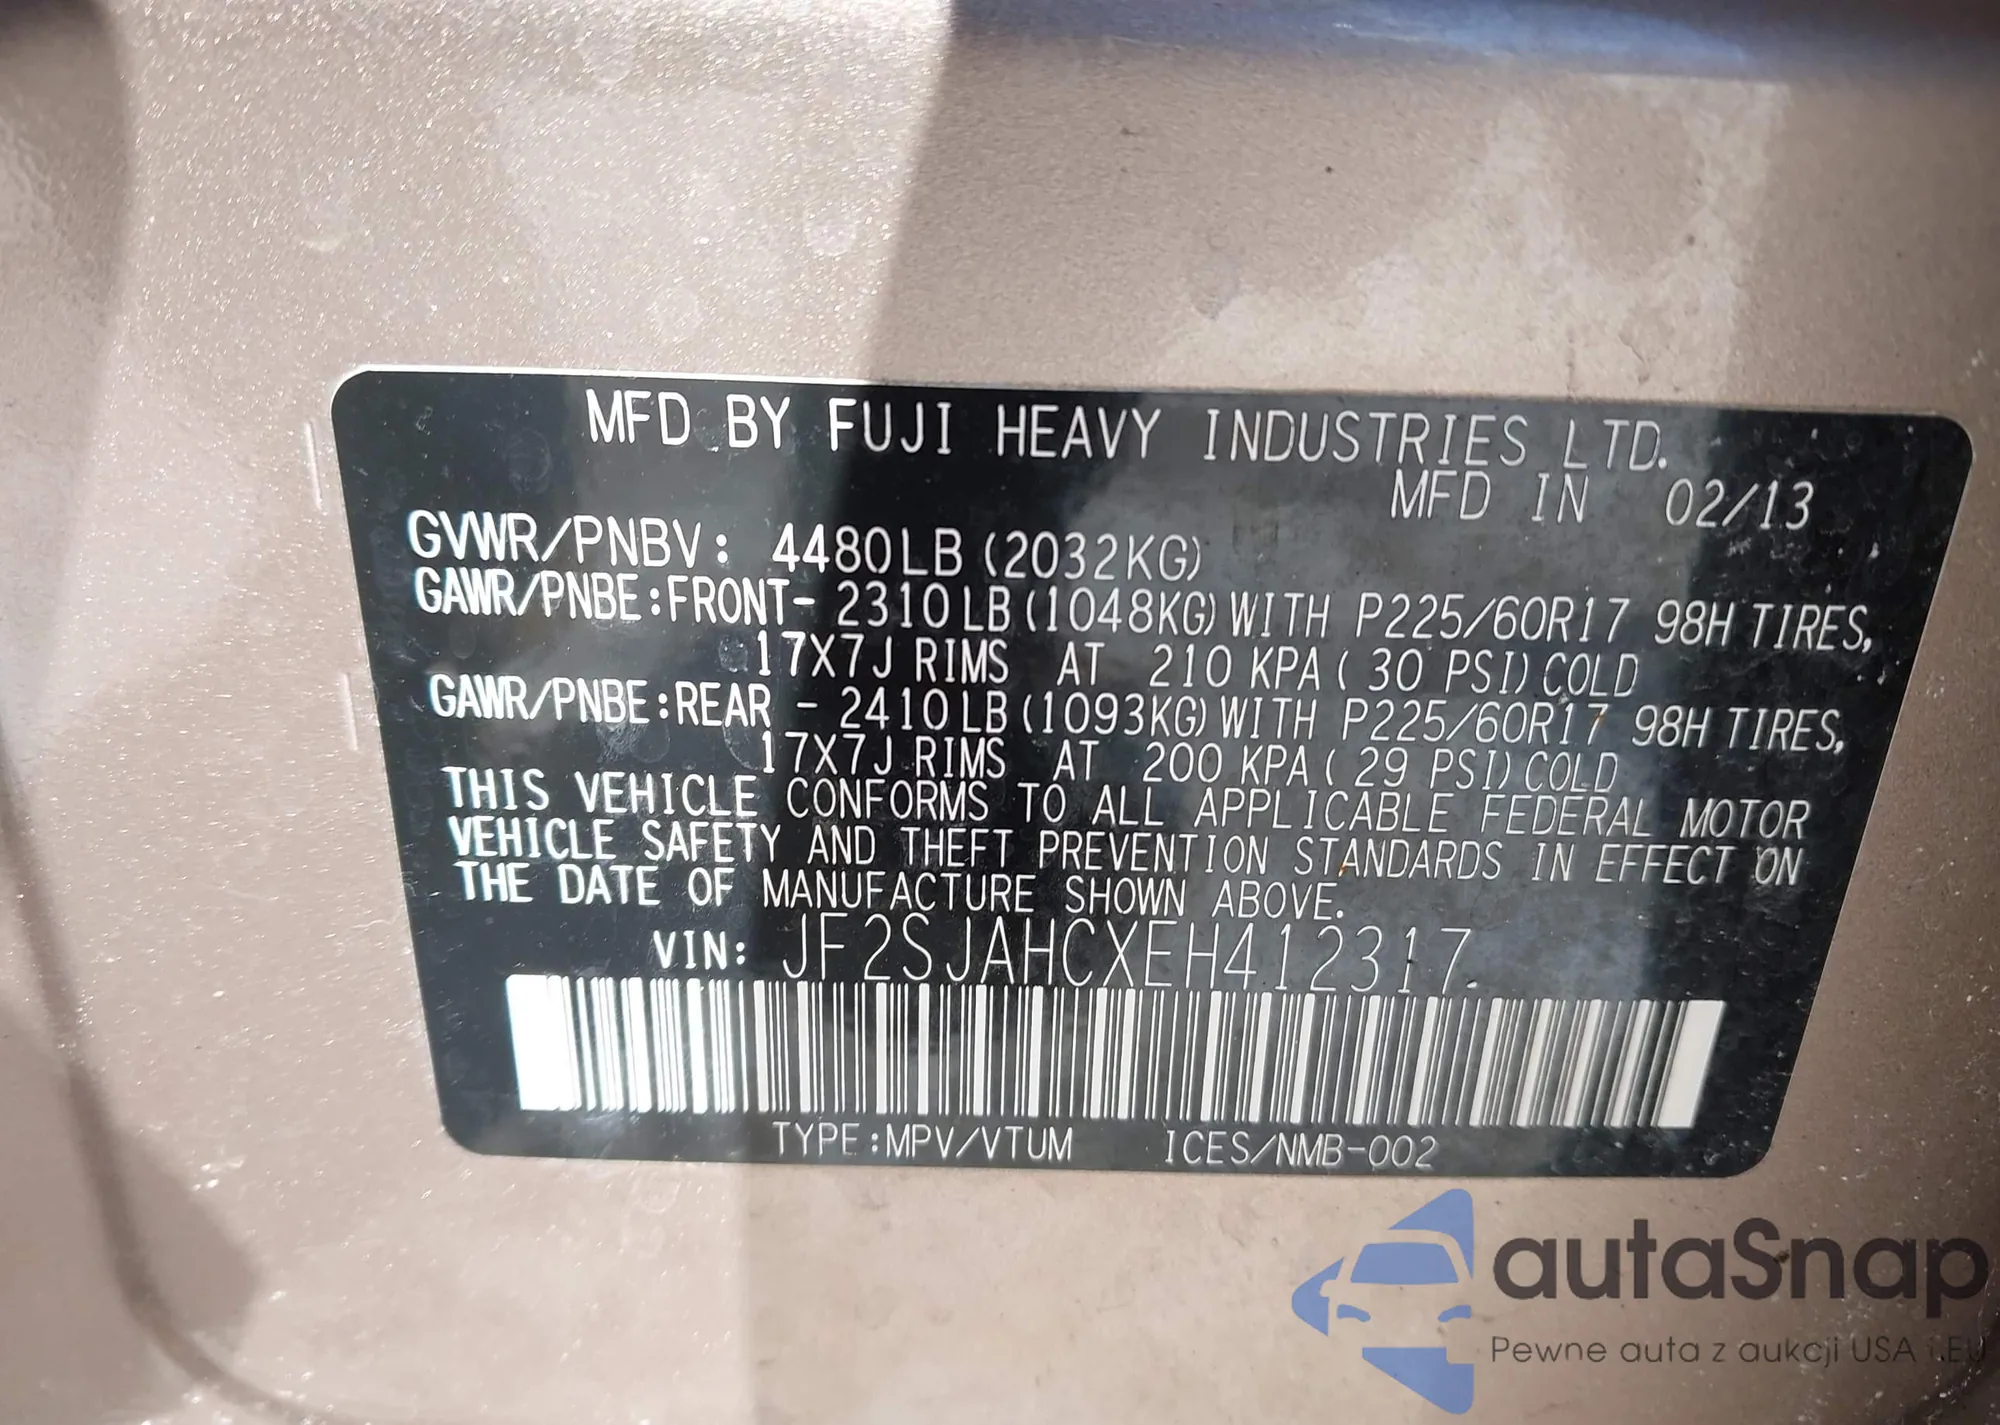 MFD BY FUJI HEAVY INDUSTRIES LTD.
MFD IN 02/13
GVWR/PNBV: 4480LB (2032KG)
GAWR/PNBE:FRONT- 2310LB(1048KG)WITH P225/60R17 98H TIRES,
17X7J RIMS AT 210 KPA( 30 PSI)COLD
GAWR/PNBE:REAR - 2410LB(1093KG)WITH P225/60R17 98H TIRES,
17X7J RIMS AT 200 KPA( 29 PSI)COLD
THIS VEHICLE CONFORMS TO ALL APPLICABLE FEDERAL MOTOR
VEHICLE SAFETY AND THEFT PREVENTION STANDARDS IN EFFECT ON
THE DATE OF MANUFACTURE SHOWN ABOVE.
VIN: JF2SJAHCXEH412317.
TYPE:MPV/VTUM ICES/NMB-002
autaSnap
Pewne auta z aukcji USA i EU